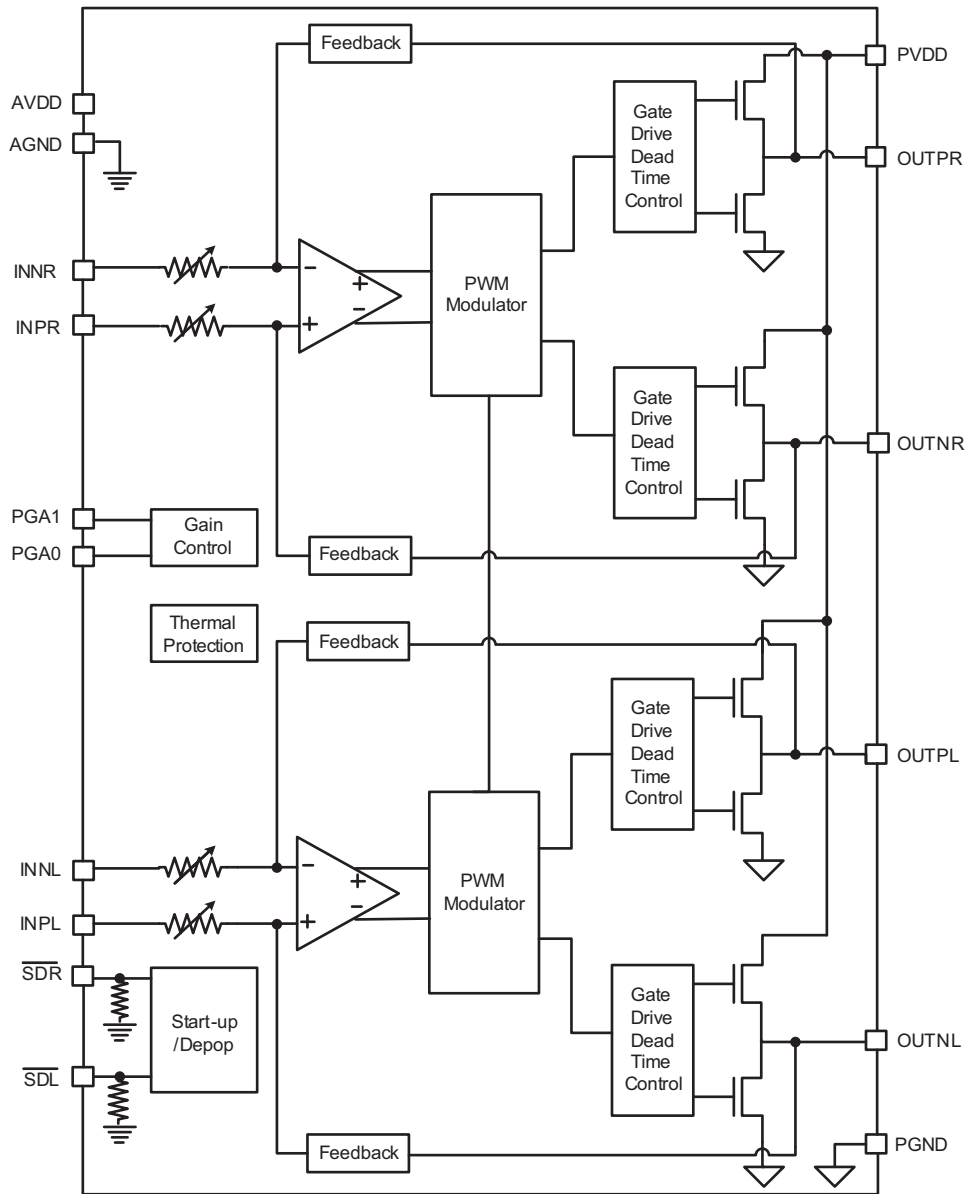 Feedback
PVDD
AVDD
AGND
Gate
Drive
Dead
Time
Control
OUTPR
INNR
INPR
−
+
+
−
PWM
Modulator
Gate
Drive
Dead
Time
Control
OUTNR
PGA1
PGA0
Gain
Control
Feedback
Thermal
Protection
Feedback
Gate
Drive
Dead
Time
Control
OUTPL
INNL
INPL
−
+
+
−
PWM
Modulator
SDR
SDL
Start-up
/Depop
Gate
Drive
Dead
Time
Control
OUTNL
Feedback
PGND